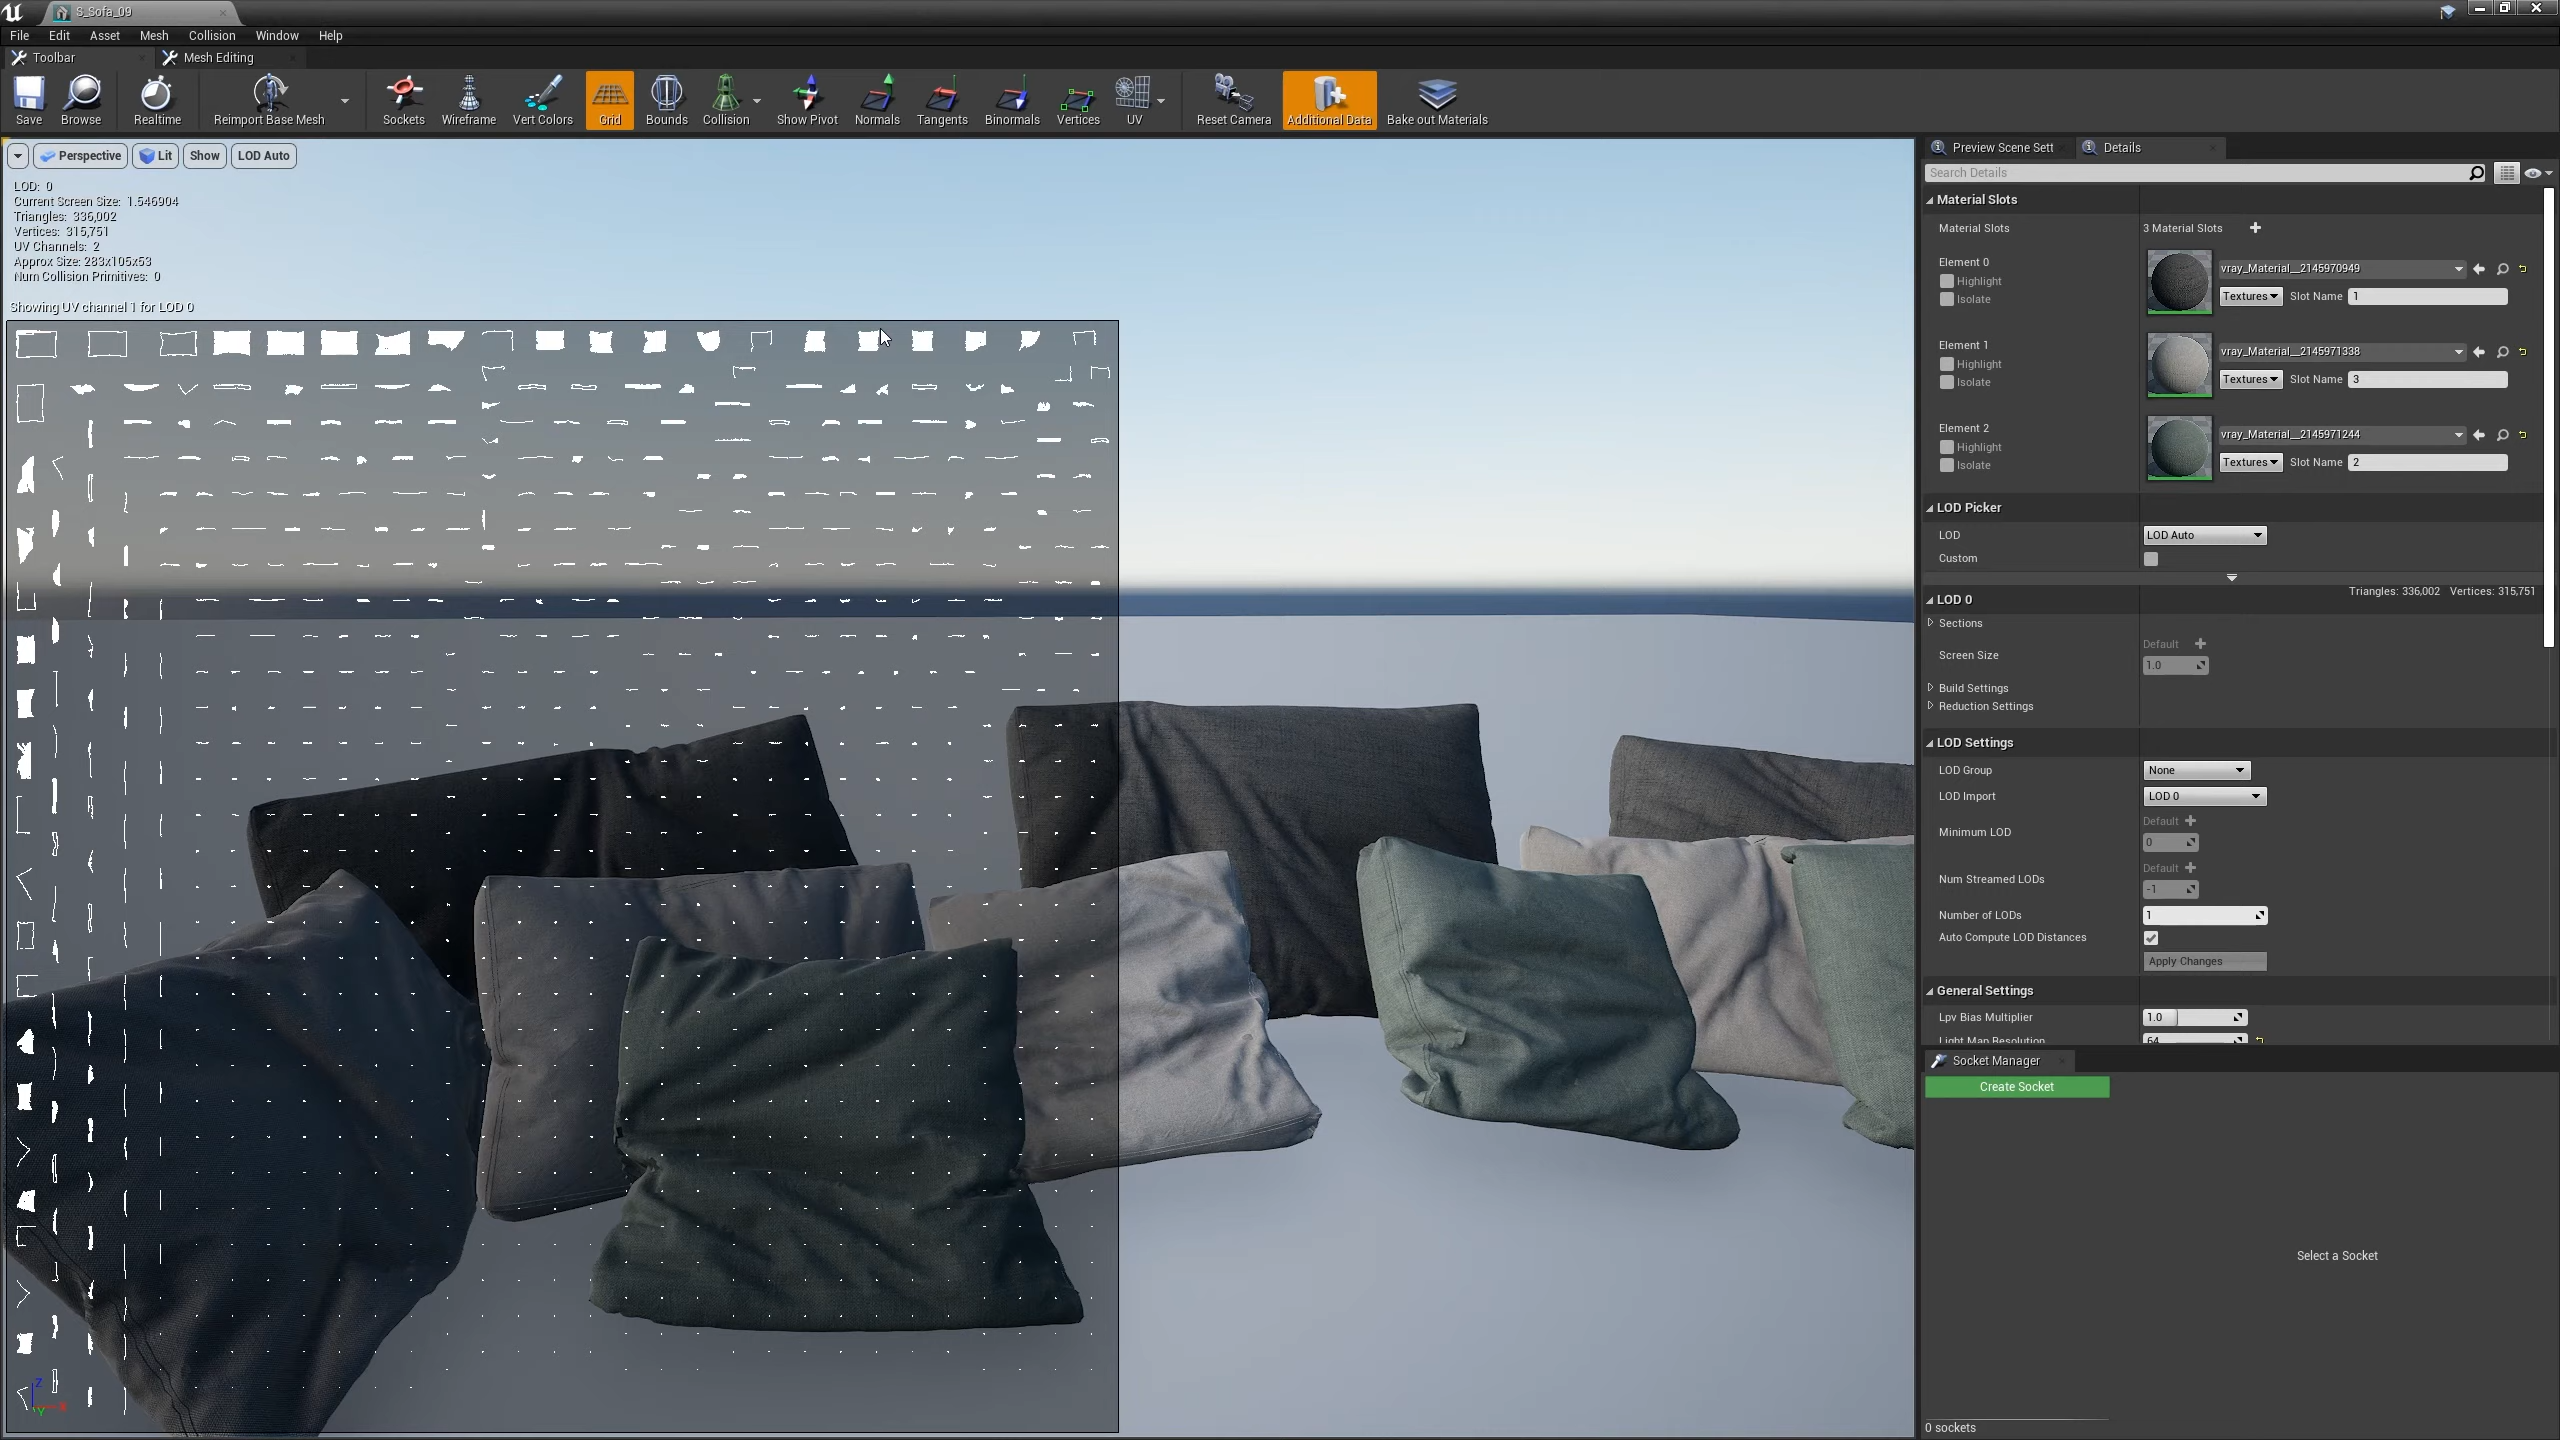 S_Sofa_09
File Edit Asset Mesh Collision Window Help
Toolbar Mesh Editing
Save Browse Realtime Reimport Base Mesh Sockets Wireframe Vert Colors Grid Bounds Collision Show Pivot Normals Tangents Binormals Vertices UV Reset Camera Additional Data Bake out Materials
Perspective Lit Show LOD Auto
LOD: 0
Current Screen Size: 1.546904
Triangles: 336,002
Vertices: 315,751
UV Channels: 2
Approx Size: 283x105x53
Num Collision Primitives: 0
Showing UV channel 1 for LOD 0
Z
X
Y
Preview Scene Sett Details
Search Details
Material Slots
Material Slots 3 Material Slots
Element 0
Highlight
Isolate
vray_Material__2145970949
Textures Slot Name 1
Element 1
Highlight
Isolate
vray_Material__2145971338
Textures Slot Name 3
Element 2
Highlight
Isolate
vray_Material__2145971244
Textures Slot Name 2
LOD Picker
LOD LOD Auto
Custom
LOD 0 Triangles: 336,002 Vertices: 315,751
Sections
Default
Screen Size 1.0
Build Settings
Reduction Settings
LOD Settings
LOD Group None
LOD Import LOD 0
Default
Minimum LOD 0
Default
Num Streamed LODs -1
Number of LODs 1
Auto Compute LOD Distances
Apply Changes
General Settings
Lpv Bias Multiplier 1.0
Light Map Resolution 64
Socket Manager
Create Socket
Select a Socket
0 sockets